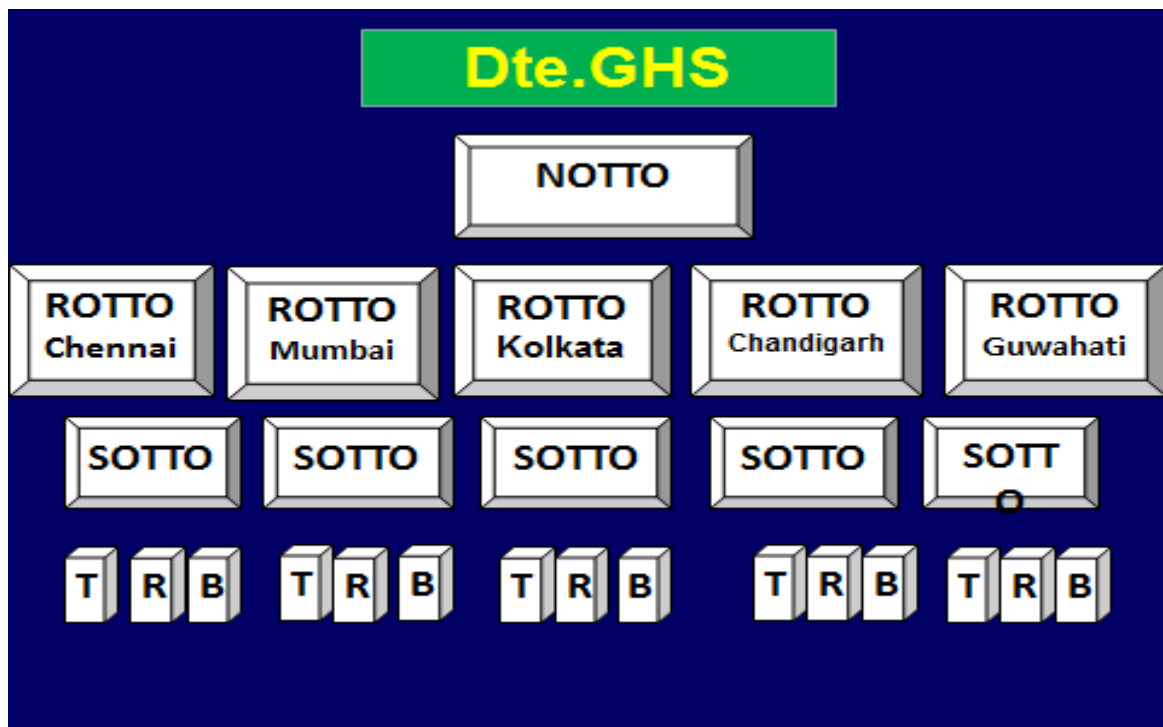 Dte.GHS
NOTTO
ROTTO
Chennai
ROTTO
Mumbai
ROTTO
Kolkata
ROTTO
Chandigarh
ROTTO
Guwahati
SOTTO
SOTTO
SOTTO
SOTTO
SOTT
O
T R B
T R B
T R B
T R B
T R B